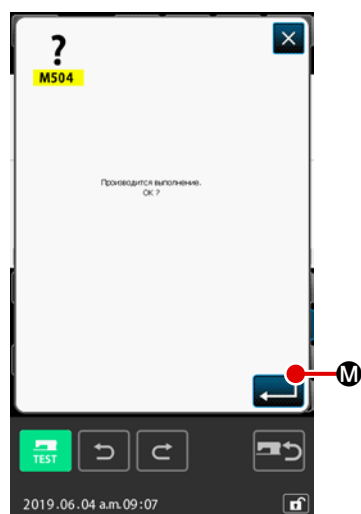 ?
M504
Производится выполнение.
OK ?
M
TEST
2019.06.04 a.m.09:07